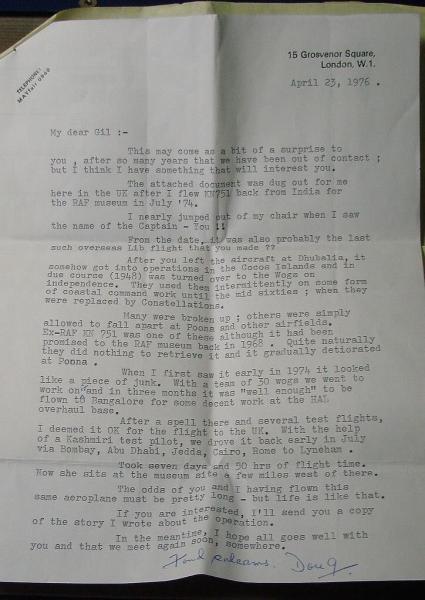 15 Grosvenor Square,
London, W.1.
TELEPHONE:
MAYfair 0960
April 23, 1976 .
My dear Gil :-
This may come as a bit of a surprise to
you , after so many years that we have been out of contact ;
but I think I have something that will interest you.
The attached document was dug out for me
here in the UK after I flew KN751 back from India for
the RAF museum in July '74.
I nearly jumped out of my chair when I saw
the name of the Captain - You !!
From the date, it was also probably the last
such overseas Lib flight that you made ??
After you left the aircraft at Dhubalia, it
somehow got into operations in the Cocos Islands and in
due course (1948) was turned over to the Wogs on
independence. They used them intermittently on some form
of coastal command work until the mid sixties ; when they
were replaced by Constellations.
Many were broken up ; others were simply
allowed to fall apart at Poona and other airfields.
Ex-RAF KN 751 was one of these although it had been
promised to the RAF museum back in 1968 . Quite naturally
they did nothing to retrieve it and it gradually detiorated
at Poona .
When I first saw it early in 1974 it looked
like a piece of junk. With a team of 30 wogs we went to
work on and in three months it was "well enough" to be
flown to Bangalore for some decent work at the HAL
overhaul base.
After a spell there and several test flights,
I deemed it OK for the flight to the UK. With the help
of a Kashmiri test pilot, we drove it back early in July
via Bombay, Abu Dhabi, Jedda, Cairo, Rome to Lyneham .
Took seven days and 50 hrs of flight time.
Now she sits at the museum site a few miles west of there.
The odds of you and I having flown this
same aeroplane must be pretty long - but life is like that.
If you are interested, I'll send you a copy
of the story I wrote about the operation.
In the meantime, I hope all goes well with
you and that we meet again soon, somewhere.
Doug.